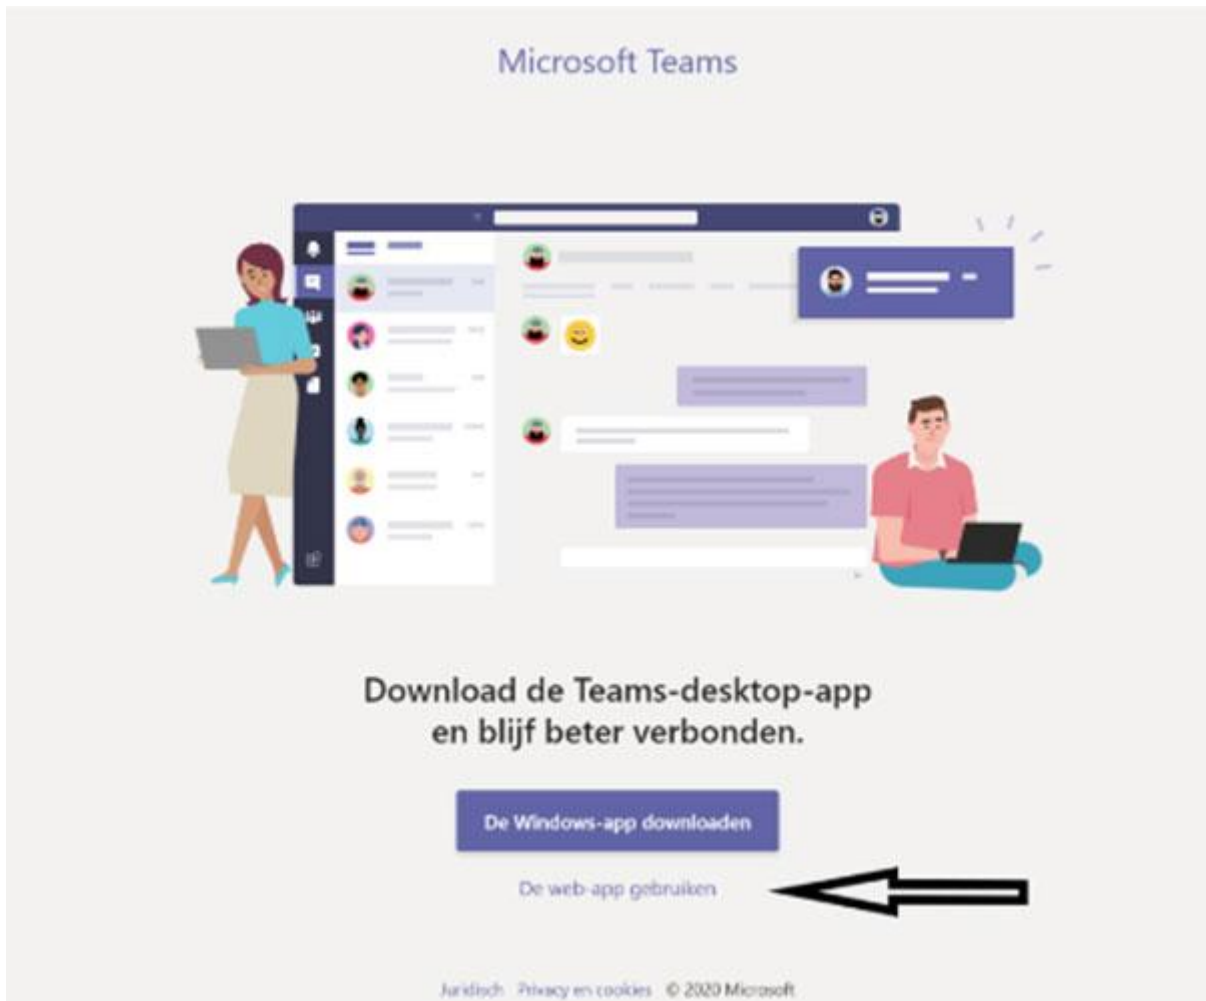 Microsoft Teams
Download de Teams-desktop-app
en blijf beter verbonden.
De Windows-app downloaden
De web-app gebruiken
Juridisch Privacy en cookies © 2020 Microsoft